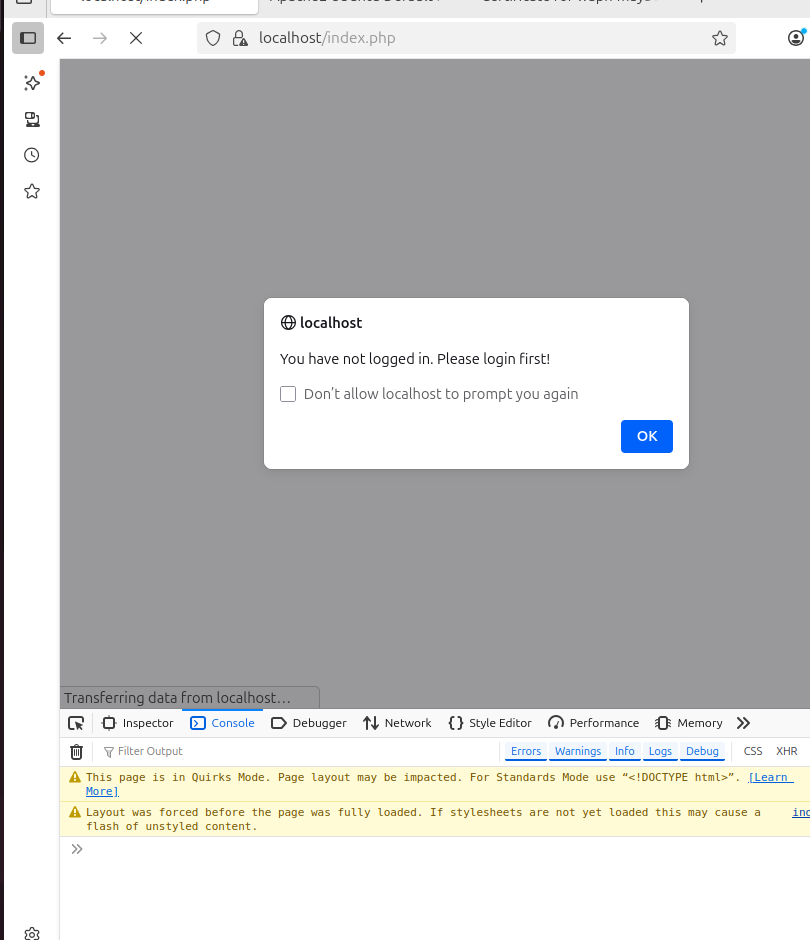 localhost/index.php
localhost
You have not logged in. Please login first!
Don't allow localhost to prompt you again
OK
Transferring data from localhost…
Inspector Console Debugger Network Style Editor Performance Memory
Filter Output Errors Warnings Info Logs Debug CSS XHR
This page is in Quirks Mode. Page layout may be impacted. For Standards Mode use “<!DOCTYPE html>”. [Learn
More]
Layout was forced before the page was fully loaded. If stylesheets are not yet loaded this may cause a
flash of unstyled content.